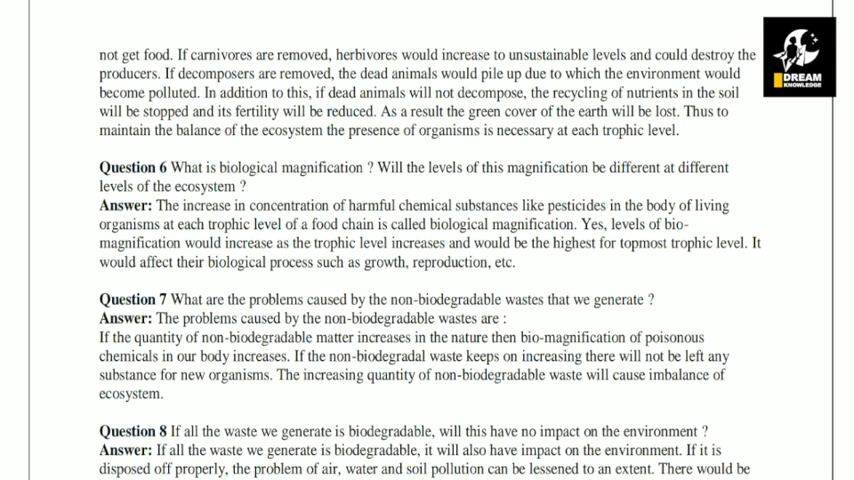 not get food. If carnivores are removed, herbivores would increase to unsustainable levels and could destroy the
producers. If decomposers are removed, the dead animals would pile up due to which the environment would
become polluted. In addition to this, if dead animals will not decompose, the recycling of nutrients in the soil
will be stopped and its fertility will be reduced. As a result the green cover of the earth will be lost. Thus to
maintain the balance of the ecosystem the presence of organisms is necessary at each trophic level.
DREAM
KNOWLEDGE
Question 6 What is biological magnification ? Will the levels of this magnification be different at different
levels of the ecosystem ?
Answer: The increase in concentration of harmful chemical substances like pesticides in the body of living
organisms at each trophic level of a food chain is called biological magnification. Yes, levels of bio-
magnification would increase as the trophic level increases and would be the highest for topmost trophic level. It
would affect their biological process such as growth, reproduction, etc.
Question 7 What are the problems caused by the non-biodegradable wastes that we generate ?
Answer: The problems caused by the non-biodegradable wastes are :
If the quantity of non-biodegradable matter increases in the nature then bio-magnification of poisonous
chemicals in our body increases. If the non-biodegradal waste keeps on increasing there will not be left any
substance for new organisms. The increasing quantity of non-biodegradable waste will cause imbalance of
ecosystem.
Question 8 If all the waste we generate is biodegradable, will this have no impact on the environment ?
Answer: If all the waste we generate is biodegradable, it will also have impact on the environment. If it is
disposed off properly, the problem of air, water and soil pollution can be lessened to an extent. There would be